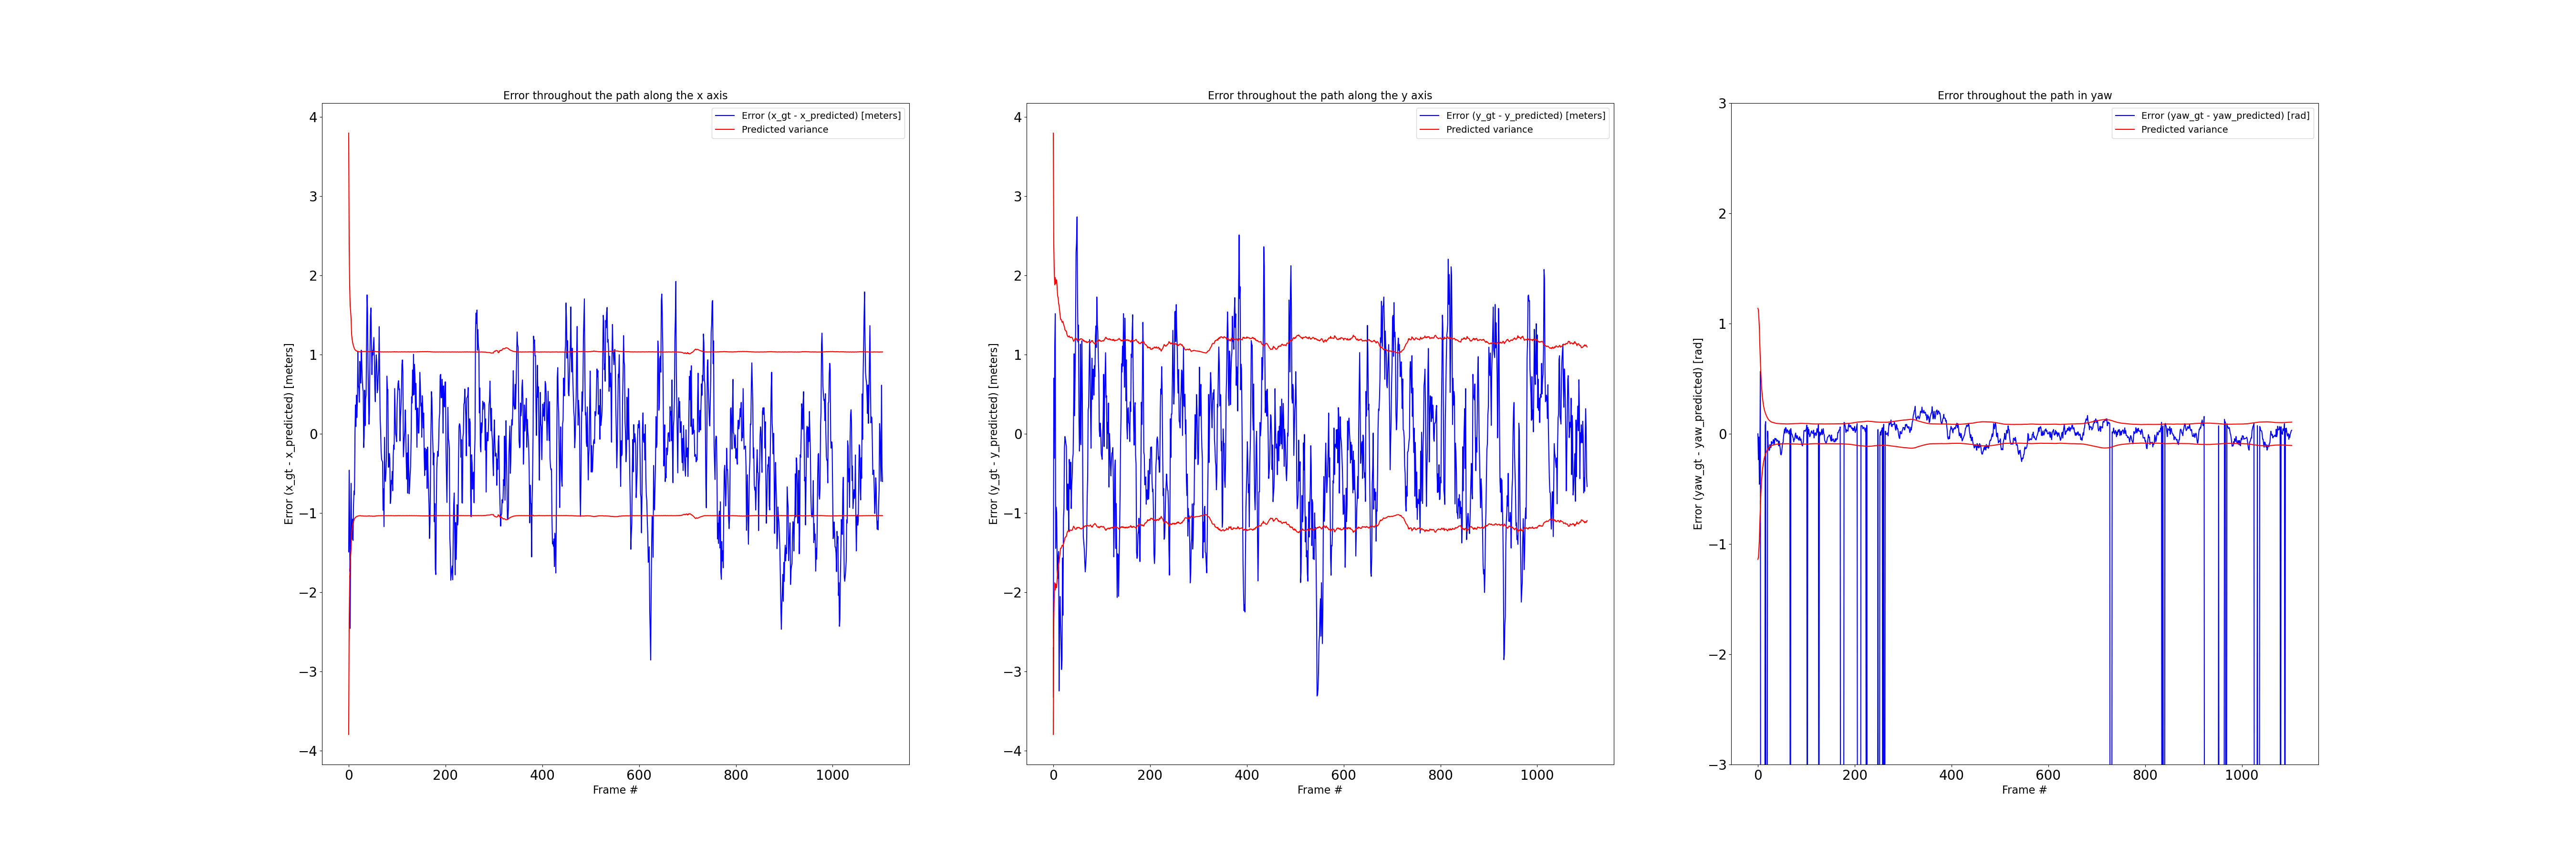 Error throughout the path along the x axis
Error (x_gt - x_predicted) [meters]
Predicted variance
4
3
2
1
0
−1
−2
−3
−4
Error (x_gt - x_predicted) [meters]
0 200 400 600 800 1000
Frame #
Error throughout the path along the y axis
Error (y_gt - y_predicted) [meters]
Predicted variance
4
3
2
1
0
−1
−2
−3
−4
Error (y_gt - y_predicted) [meters]
0 200 400 600 800 1000
Frame #
Error throughout the path in yaw
Error (yaw_gt - yaw_predicted) [rad]
Predicted variance
3
2
1
0
−1
−2
−3
Error (yaw_gt - yaw_predicted) [rad]
0 200 400 600 800 1000
Frame #